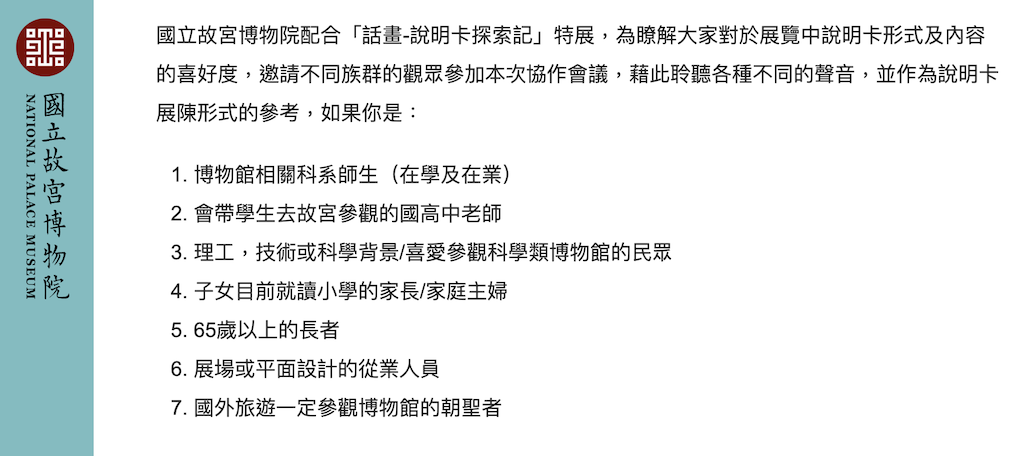 國立故宮博物院
NATIONAL PALACE MUSEUM
國立故宮博物院配合「話畫-說明卡探索記」特展，為瞭解大家對於展覽中說明卡形式及內容
的喜好度，邀請不同族群的觀眾參加本次協作會議，藉此聆聽各種不同的聲音，並作為說明卡
展陳形式的參考，如果你是：
1. 博物館相關科系師生（在學及在業）
2. 會帶學生去故宮參觀的國高中老師
3. 理工，技術或科學背景/喜愛參觀科學類博物館的民眾
4. 子女目前就讀小學的家長/家庭主婦
5. 65歲以上的長者
6. 展場或平面設計的從業人員
7. 國外旅遊一定參觀博物館的朝聖者